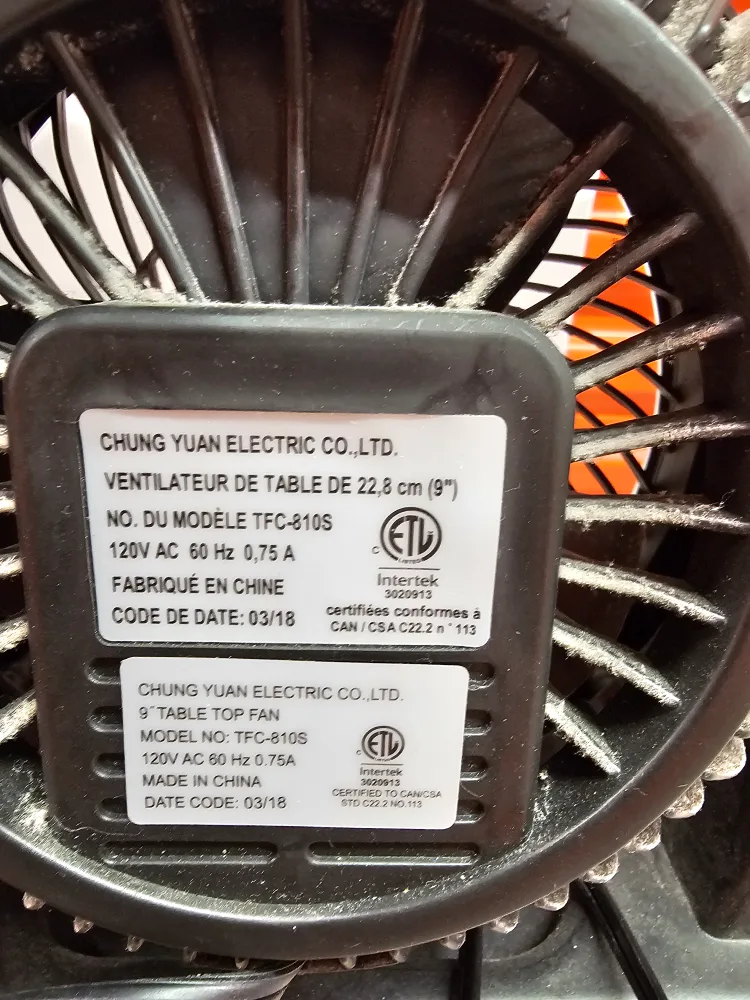 CHUNG YUAN ELECTRIC CO.,LTD.
VENTILATEUR DE TABLE DE 22,8 cm (9")
NO. DU MODÈLE TFC-810S
120V AC 60 Hz 0,75 A
FABRIQUÉ EN CHINE
CODE DE DATE: 03/18
c ETL
LISTED
Intertek
3020913
certifiées conformes à
CAN / CSA C22.2 n° 113
CHUNG YUAN ELECTRIC CO.,LTD.
9" TABLE TOP FAN
MODEL NO: TFC-810S
120V AC 60 Hz 0.75A
MADE IN CHINA
DATE CODE: 03/18
c ETL
Intertek
3020913
CERTIFIED TO CAN/CSA
STD C22.2 NO.113